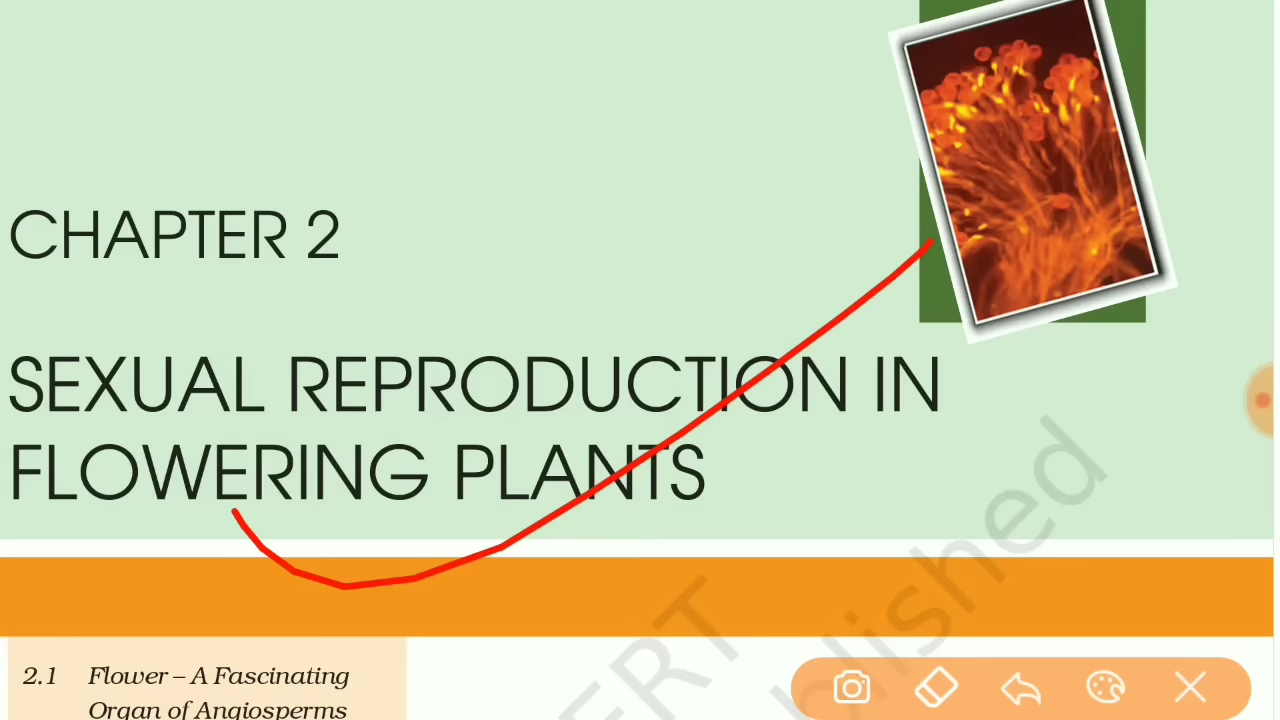 CHAPTER 2
SEXUAL REPRODUCTION IN
FLOWERING PLANTS
2.1 Flower – A Fascinating
Organ of Angiosperms